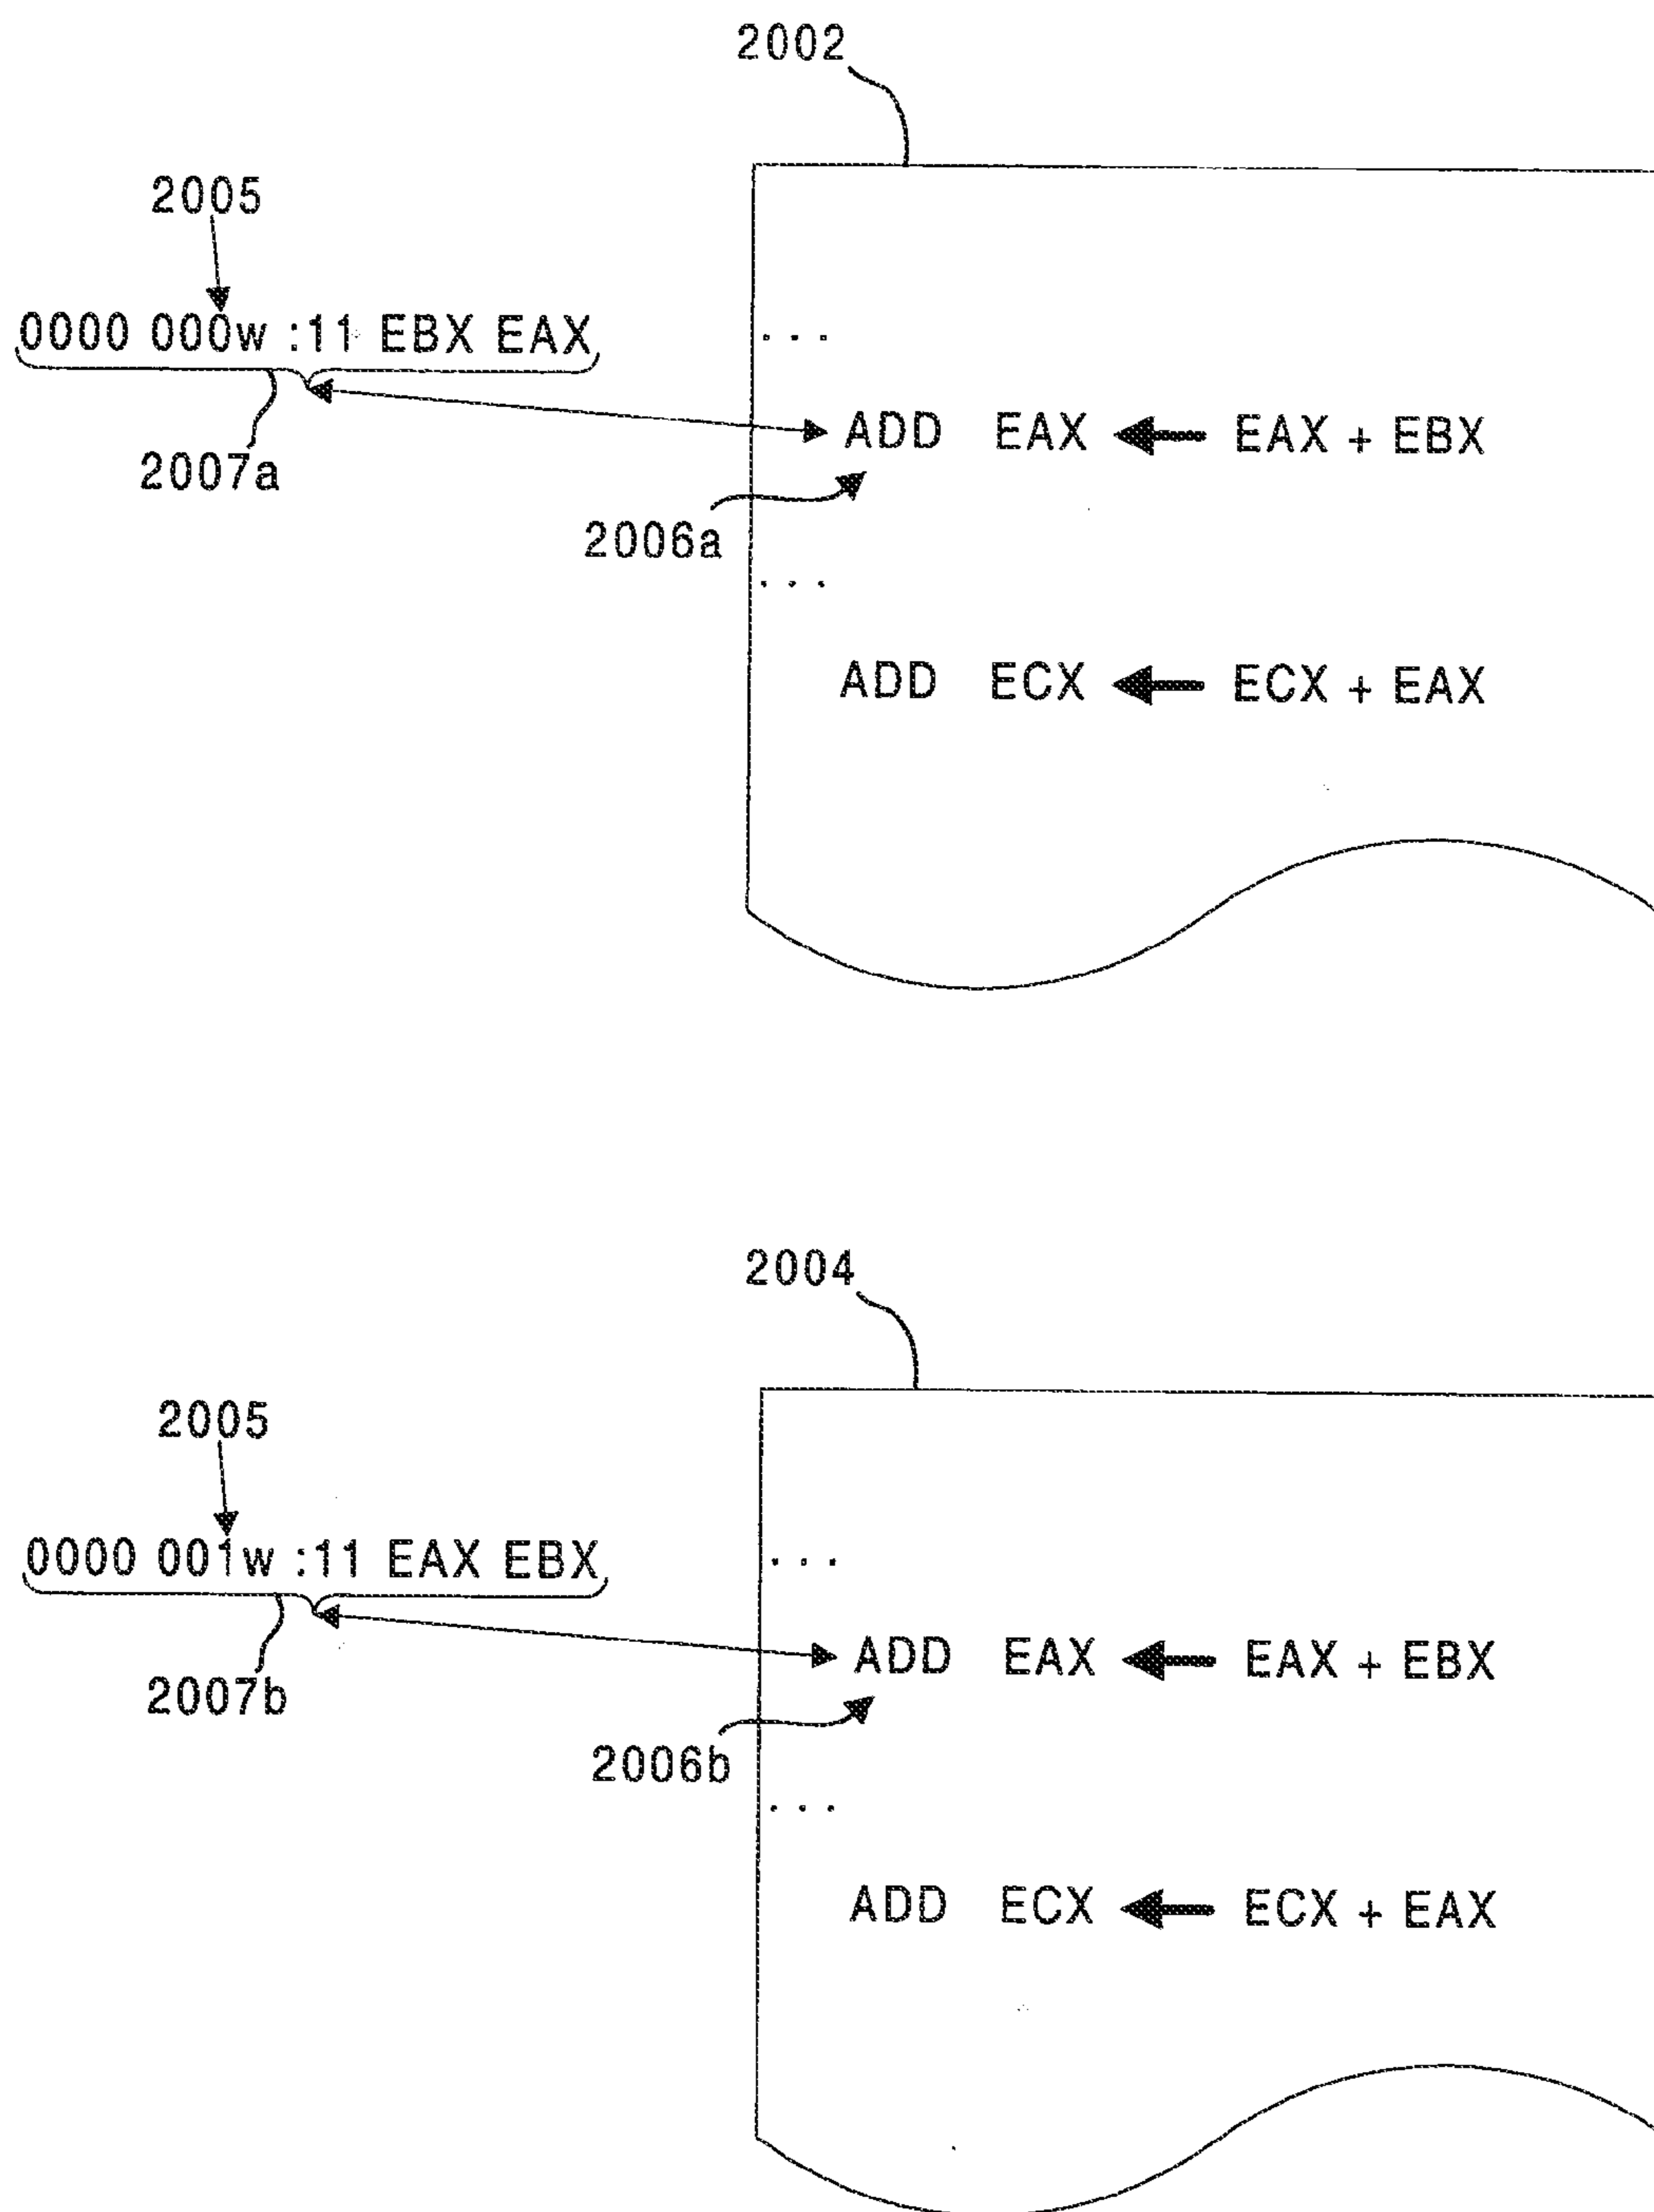 2002
2005
0000 000w :11 EBX EAX
...
ADD EAX ← EAX + EBX
2007a
2006a
...
ADD ECX ← ECX + EAX
2004
2005
0000 001w :11 EAX EBX
...
ADD EAX ← EAX + EBX
2007b
2006b
...
ADD ECX ← ECX + EAX